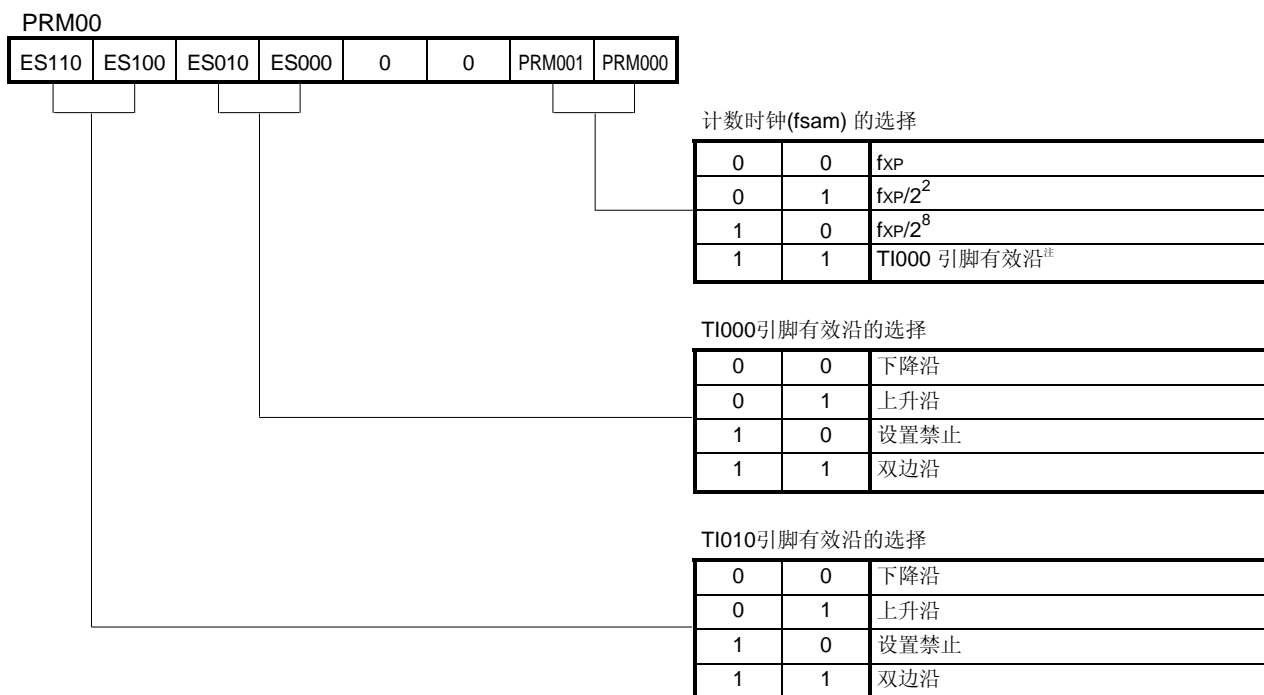 PRM00
ES110 ES100 ES010 ES000 0 0 PRM001 PRM000
计数时钟(fsam) 的选择
0 0 fXP
0 1 fXP/2^2
1 0 fXP/2^8
1 1 TI000 引脚有效沿注
TI000引脚有效沿的选择
0 0 下降沿
0 1 上升沿
1 0 设置禁止
1 1 双边沿
TI010引脚有效沿的选择
0 0 下降沿
0 1 上升沿
1 0 设置禁止
1 1 双边沿